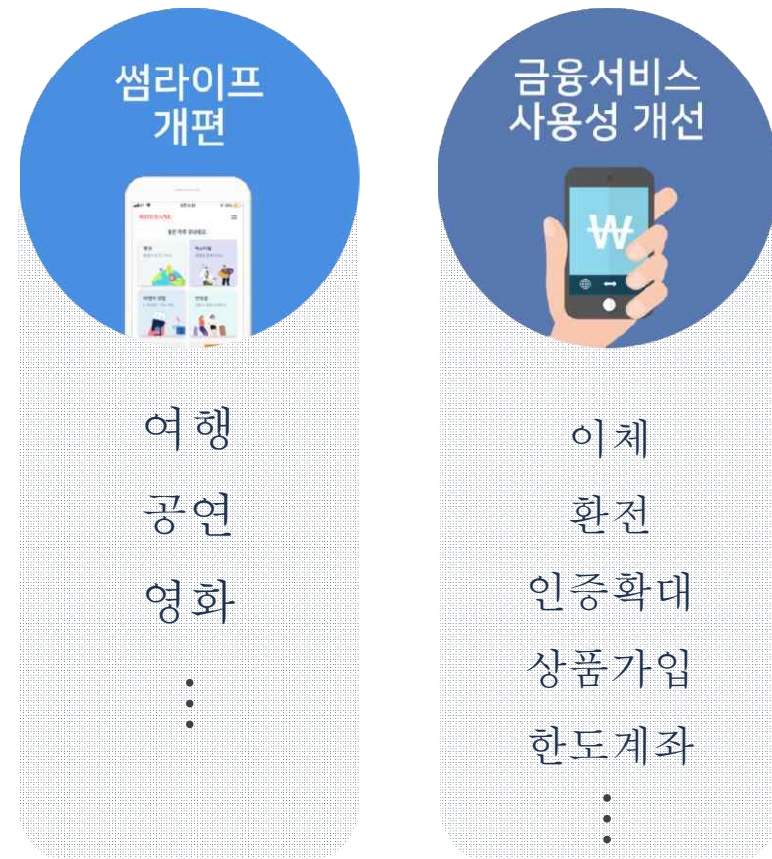 썸라이프
개편
여행
공연
영화
금융서비스
사용성 개선
₩
이체
환전
인증확대
상품가입
한도계좌